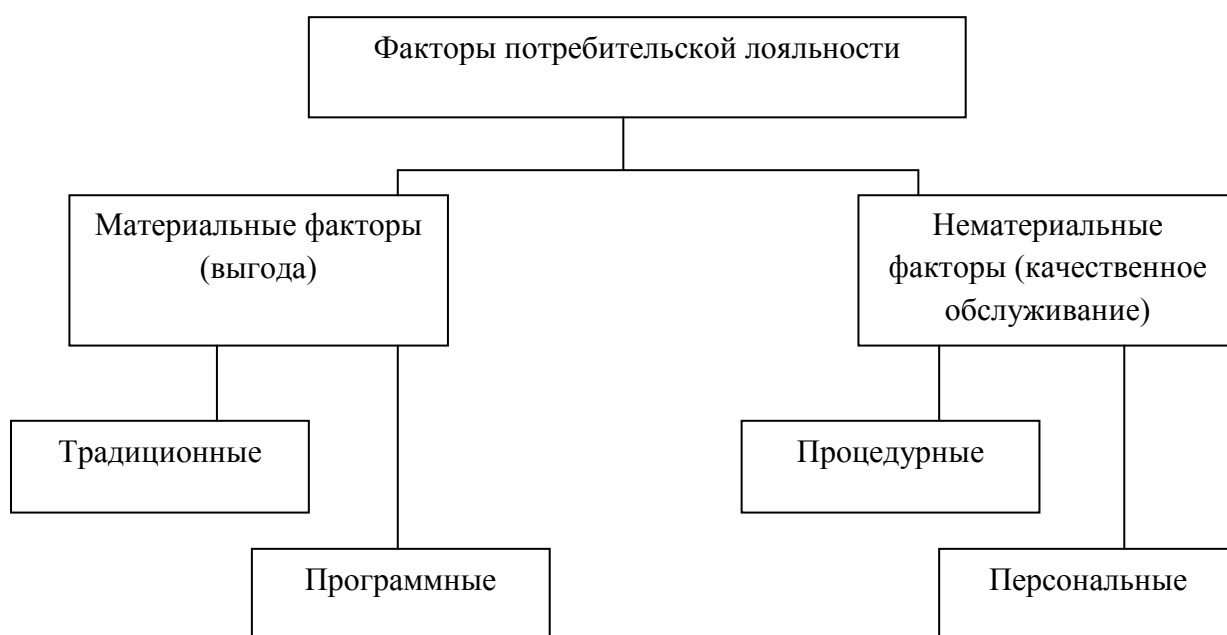 Факторы потребительской лояльности
Материальные факторы
(выгода)
Нематериальные
факторы (качественное
обслуживание)
Традиционные
Процедурные
Программные
Персональные